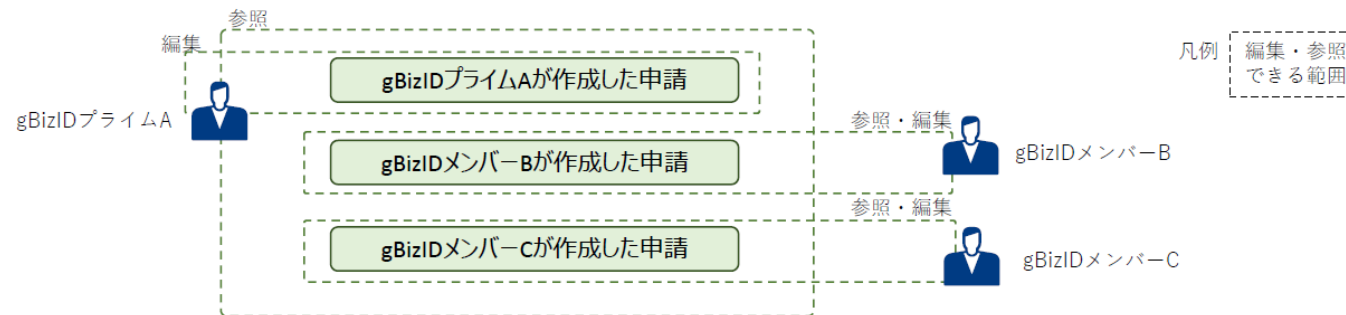 参照
編集
gBizIDプライムAが作成した申請
gBizIDプライムA
凡例
編集・参照
できる範囲
参照・編集
gBizIDメンバーBが作成した申請
gBizIDメンバーB
参照・編集
gBizIDメンバーCが作成した申請
gBizIDメンバーC